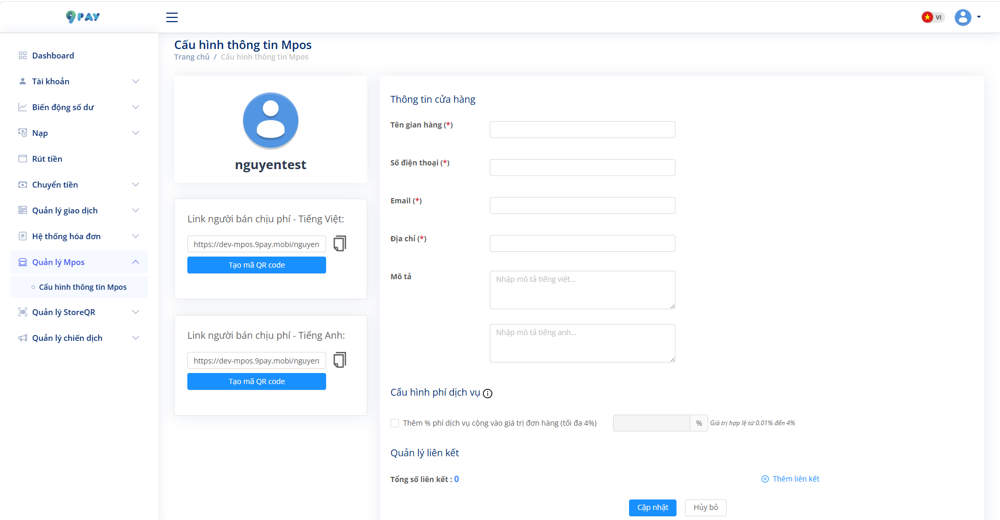 9PAY
VI
Dashboard
Tài khoản
Biến động số dư
Nạp
Rút tiền
Chuyển tiền
Quản lý giao dịch
Hệ thống hóa đơn
Quản lý Mpos
Cấu hình thông tin Mpos
Quản lý StoreQR
Quản lý chiến dịch
Cấu hình thông tin Mpos
Trang chủ / Cấu hình thông tin Mpos
nguyentest
Link người bán chịu phí - Tiếng Việt:
https://dev-mpos.9pay.mobi/nguyen
Tạo mã QR code
Link người bán chịu phí - Tiếng Anh:
https://dev-mpos.9pay.mobi/nguyen
Tạo mã QR code
Thông tin cửa hàng
Tên gian hàng (*)
Số điện thoại (*)
Email (*)
Địa chỉ (*)
Mô tả
Nhập mô tả tiếng việt...
Nhập mô tả tiếng anh...
Cấu hình phí dịch vụ
Thêm % phí dịch vụ cộng vào giá trị đơn hàng (tối đa 4%)
%
Giá trị hợp lệ từ 0.01% đến 4%
Quản lý liên kết
Tổng số liên kết : 0
Thêm liên kết
Cập nhật
Hủy bỏ